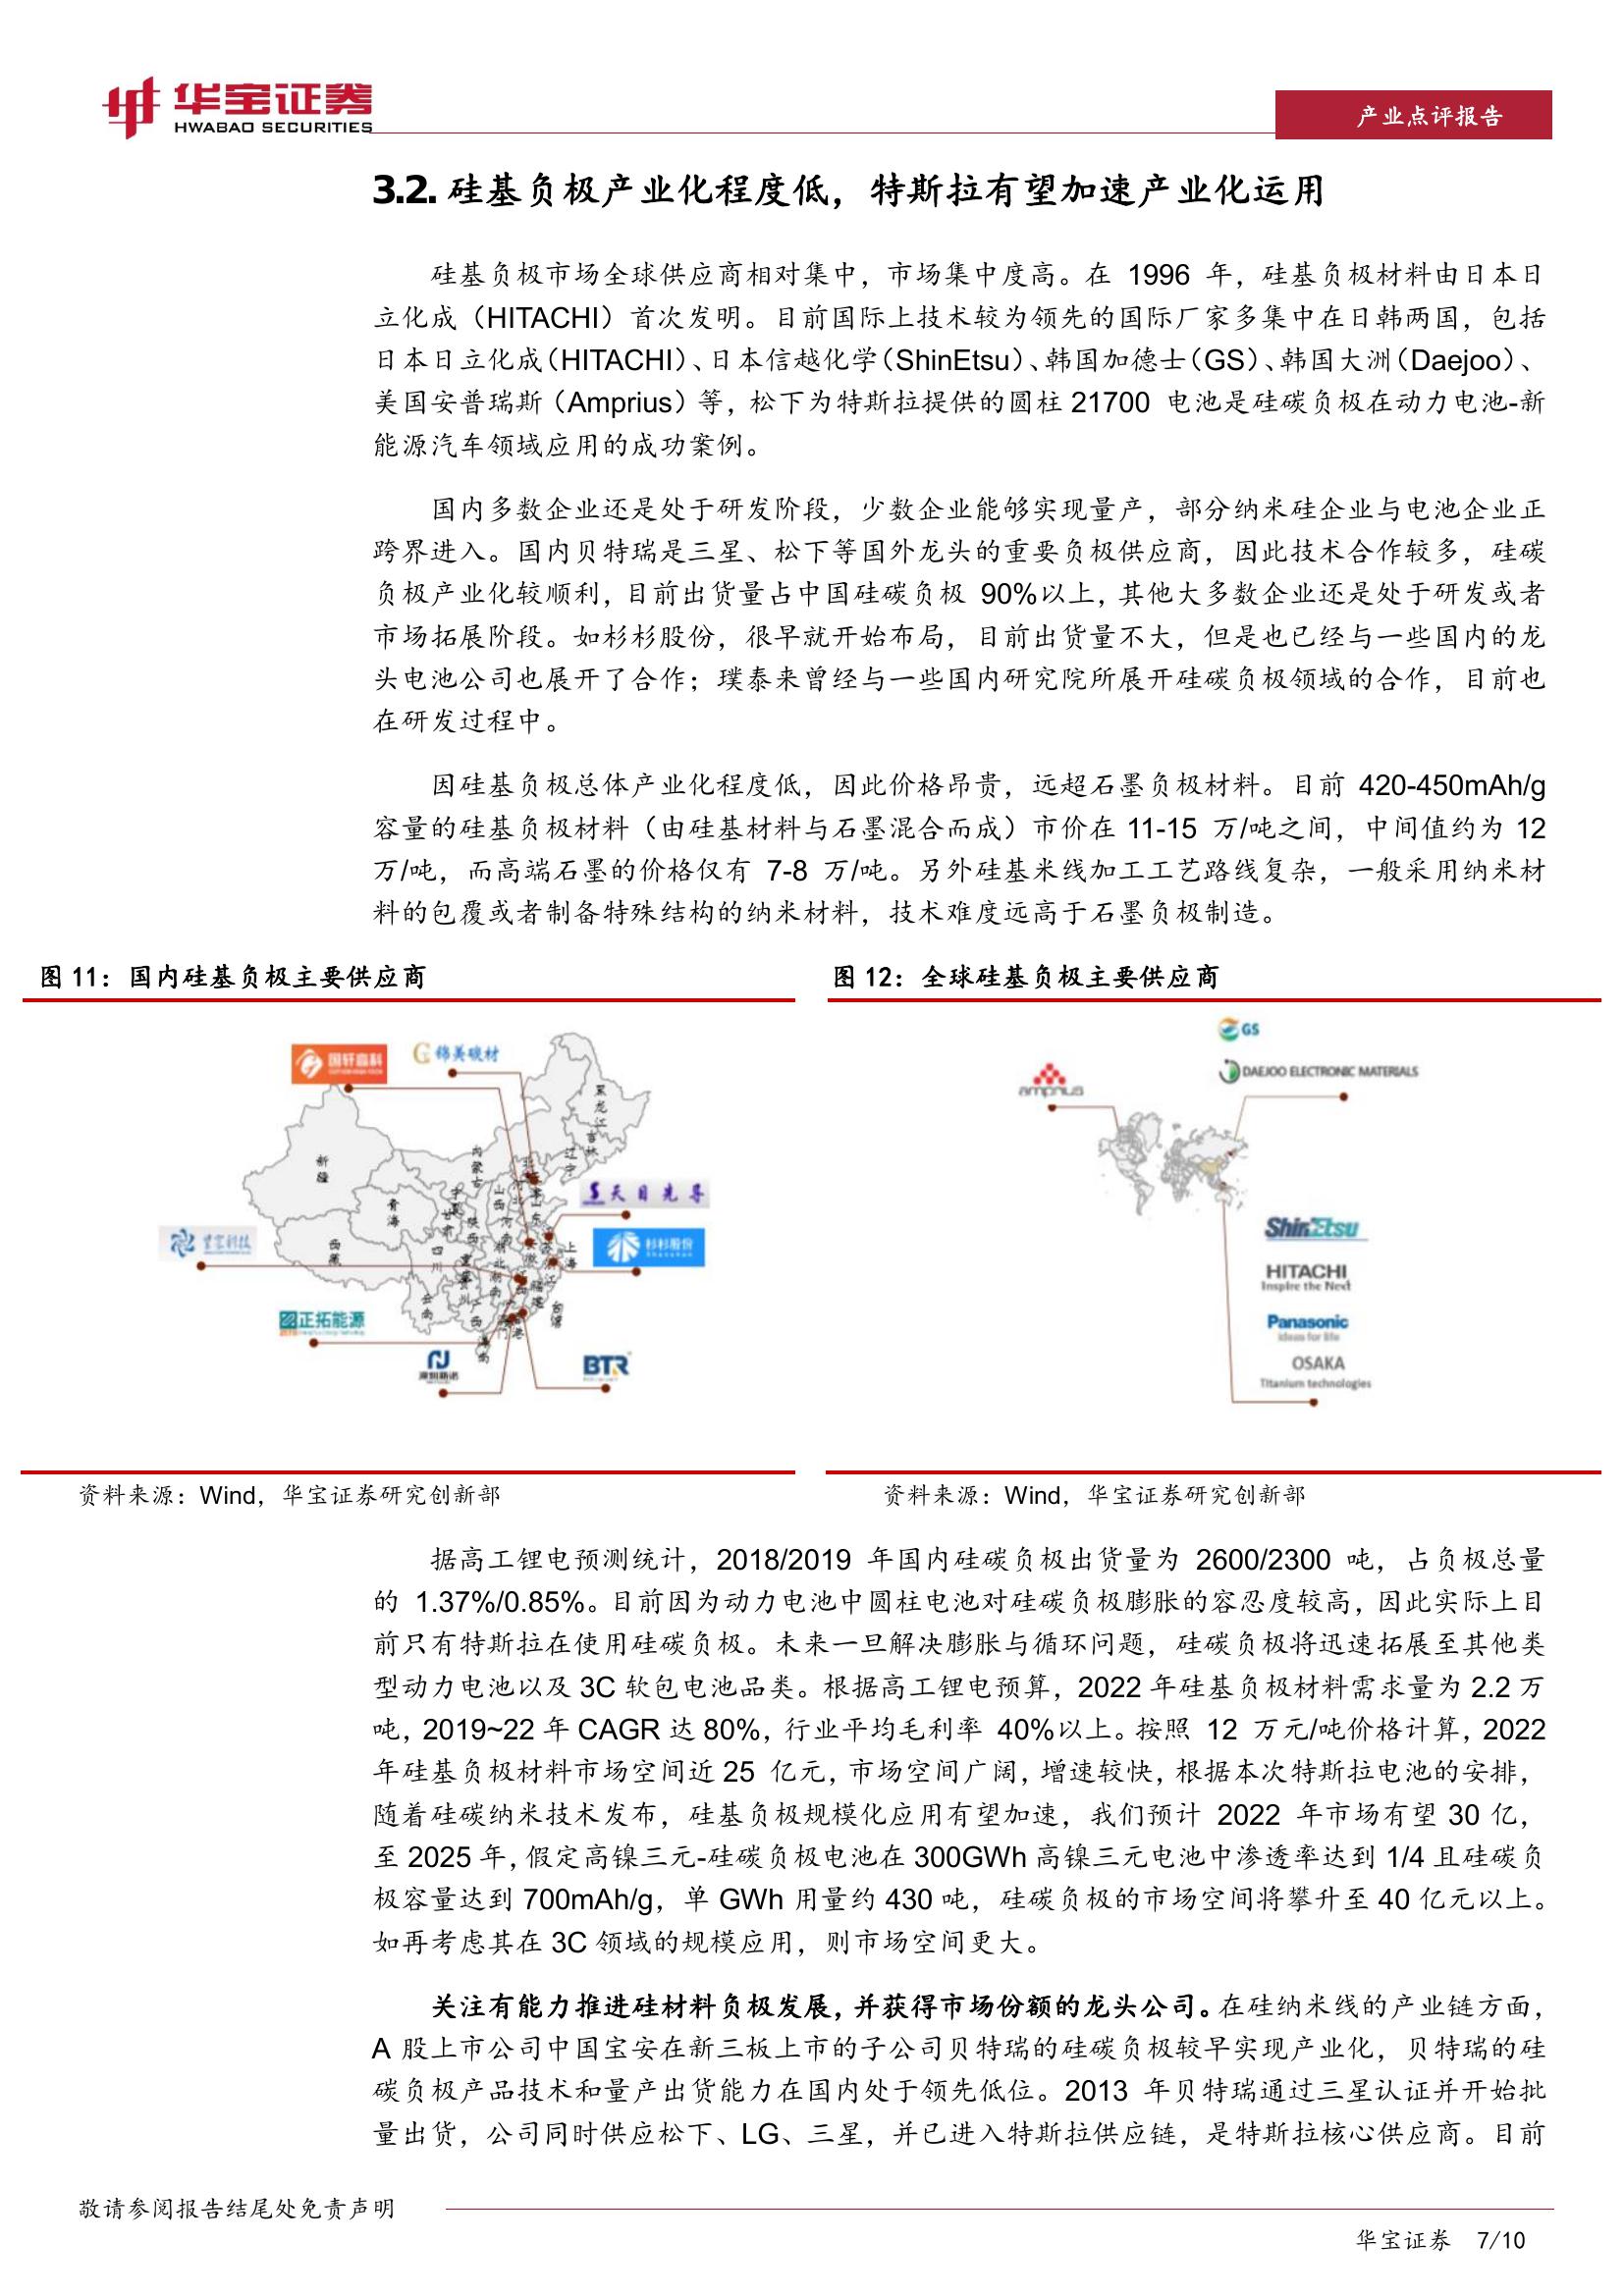 华宝证券
HWABAO SECURITIES
产业点评报告
3.2. 硅基负极产业化程度低，特斯拉有望加速产业化运用
硅基负极市场全球供应商相对集中，市场集中度高。在 1996 年，硅基负极材料由日本日
立化成（HITACHI）首次发明。目前国际上技术较为领先的国际厂家多集中在日韩两国，包括
日本日立化成（HITACHI）、日本信越化学（ShinEtsu）、韩国加德士（GS）、韩国大洲（Daejoo）、
美国安普瑞斯（Amprius）等，松下为特斯拉提供的圆柱 21700 电池是硅碳负极在动力电池-新
能源汽车领域应用的成功案例。
国内多数企业还是处于研发阶段，少数企业能够实现量产，部分纳米硅企业与电池企业正
跨界进入。国内贝特瑞是三星、松下等国外龙头的重要负极供应商，因此技术合作较多，硅碳
负极产业化较顺利，目前出货量占中国硅碳负极 90%以上，其他大多数企业还是处于研发或者
市场拓展阶段。如杉杉股份，很早就开始布局，目前出货量不大，但是也已经与一些国内的龙
头电池公司也展开了合作；璞泰来曾经与一些国内研究院所展开硅碳负极领域的合作，目前也
在研发过程中。
因硅基负极总体产业化程度低，因此价格昂贵，远超石墨负极材料。目前 420-450mAh/g
容量的硅基负极材料（由硅基材料与石墨混合而成）市价在 11-15 万/吨之间，中间值约为 12
万/吨，而高端石墨的价格仅有 7-8 万/吨。另外硅基米线加工工艺路线复杂，一般采用纳米材
料的包覆或者制备特殊结构的纳米材料，技术难度远高于石墨负极制造。
图 11：国内硅基负极主要供应商
国轩高科
锦美碳材
黑龙江
吉林
辽宁
内蒙古
新疆
青海
西藏
四川
云南
上海
台湾
天目先导
杉杉股份
正拓能源
深圳斯诺
BTR
图 12：全球硅基负极主要供应商
GS
DAEJOO ELECTRONIC MATERIALS
amprius
ShinEtsu
HITACHI
Inspire the Next
Panasonic
ideas for life
OSAKA
Titanium technologies
资料来源：Wind，华宝证券研究创新部
资料来源：Wind，华宝证券研究创新部
据高工锂电预测统计，2018/2019 年国内硅碳负极出货量为 2600/2300 吨，占负极总量
的 1.37%/0.85%。目前因为动力电池中圆柱电池对硅碳负极膨胀的容忍度较高，因此实际上目
前只有特斯拉在使用硅碳负极。未来一旦解决膨胀与循环问题，硅碳负极将迅速拓展至其他类
型动力电池以及 3C 软包电池品类。根据高工锂电预算，2022 年硅基负极材料需求量为 2.2 万
吨，2019~22 年 CAGR 达 80%，行业平均毛利率 40%以上。按照 12 万元/吨价格计算，2022
年硅基负极材料市场空间近 25 亿元，市场空间广阔，增速较快，根据本次特斯拉电池的安排，
随着硅碳纳米技术发布，硅基负极规模化应用有望加速，我们预计 2022 年市场有望 30 亿，
至 2025 年，假定高镍三元-硅碳负极电池在 300GWh 高镍三元电池中渗透率达到 1/4 且硅碳负
极容量达到 700mAh/g，单 GWh 用量约 430 吨，硅碳负极的市场空间将攀升至 40 亿元以上。
如再考虑其在 3C 领域的规模应用，则市场空间更大。
关注有能力推进硅材料负极发展，并获得市场份额的龙头公司。在硅纳米线的产业链方面，
A 股上市公司中国宝安在新三板上市的子公司贝特瑞的硅碳负极较早实现产业化，贝特瑞的硅
碳负极产品技术和量产出货能力在国内处于领先低位。2013 年贝特瑞通过三星认证并开始批
量出货，公司同时供应松下、LG、三星，并已进入特斯拉供应链，是特斯拉核心供应商。目前
敬请参阅报告结尾处免责声明
华宝证券 7/10